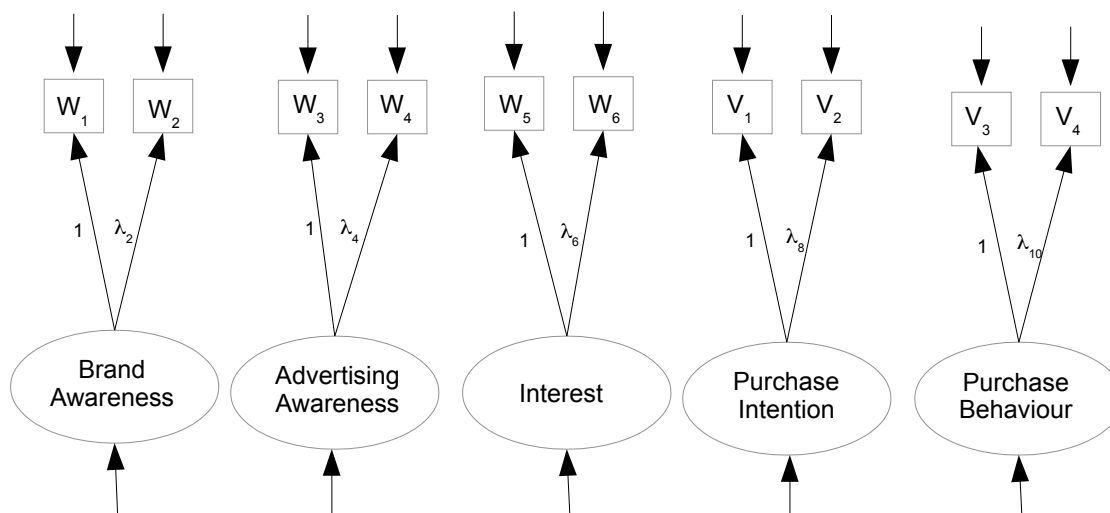 W₁ W₂ W₃ W₄ W₅ W₆ V₁ V₂ V₃ V₄
1 λ₂ 1 λ₄ 1 λ₆ 1 λ₈ 1 λ₁₀
Brand
Awareness
Advertising
Awareness
Interest
Purchase
Intention
Purchase
Behaviour